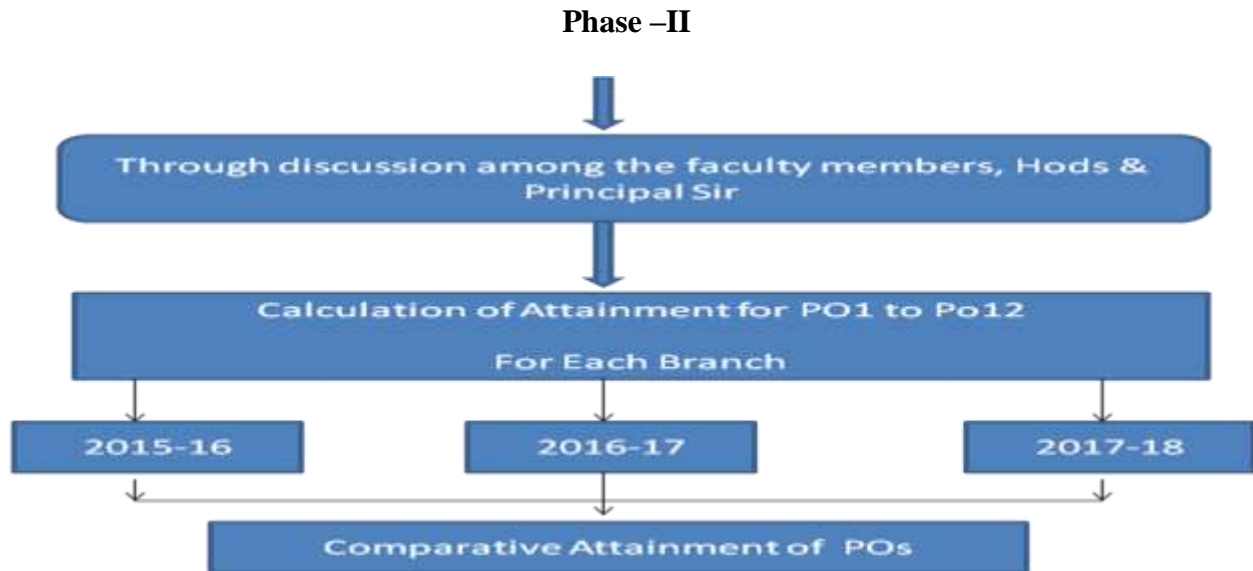 Phase –II
Through discussion among the faculty members, Hods &
Principal Sir
Calculation of Attainment for PO1 to Po12
For Each Branch
2015-16
2016-17
2017-18
Comparative Attainment of POs